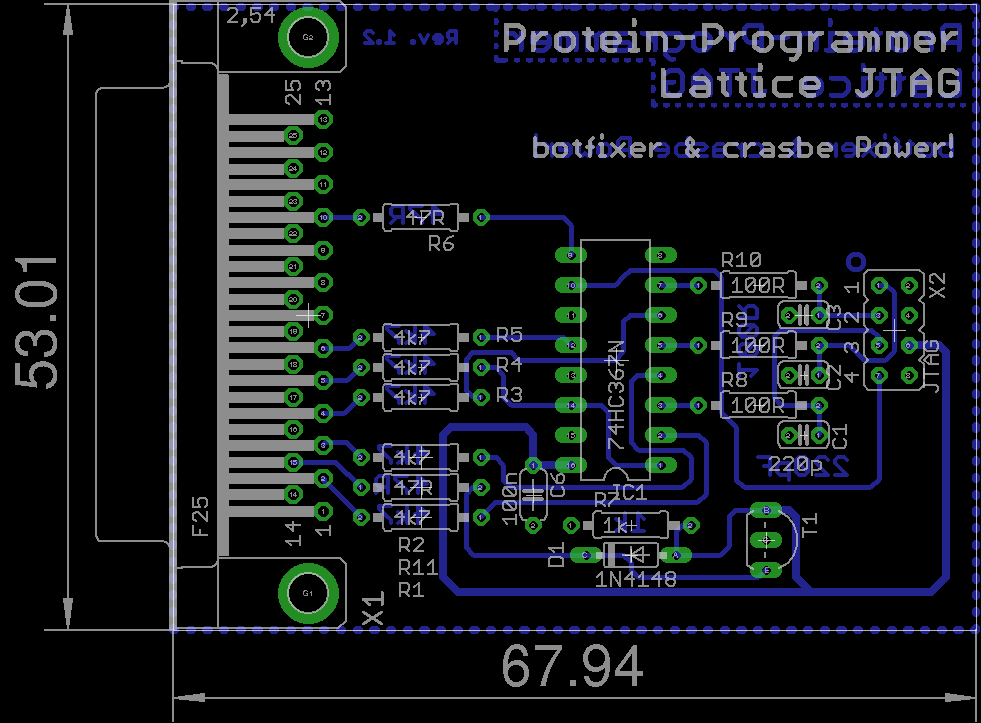 2,54
G2
Rev. 1.2
Protein-Programmer
Lattice JTAG
botfixer & crasbe Power!
25
13
53.01
47R
R6
R10
100R
C3
X2
1
2
3
4
JTAG
R9
100R
C2
R8
100R
C1
220p
4k7
R5
4k7
R4
4k7
R3
74HC367N
IC1
4k7
47R
4k7
R2
R11
R1
100n
C6
R7
1k
D1
1N4148
T1
F25
14
1
G1
X1
67.94